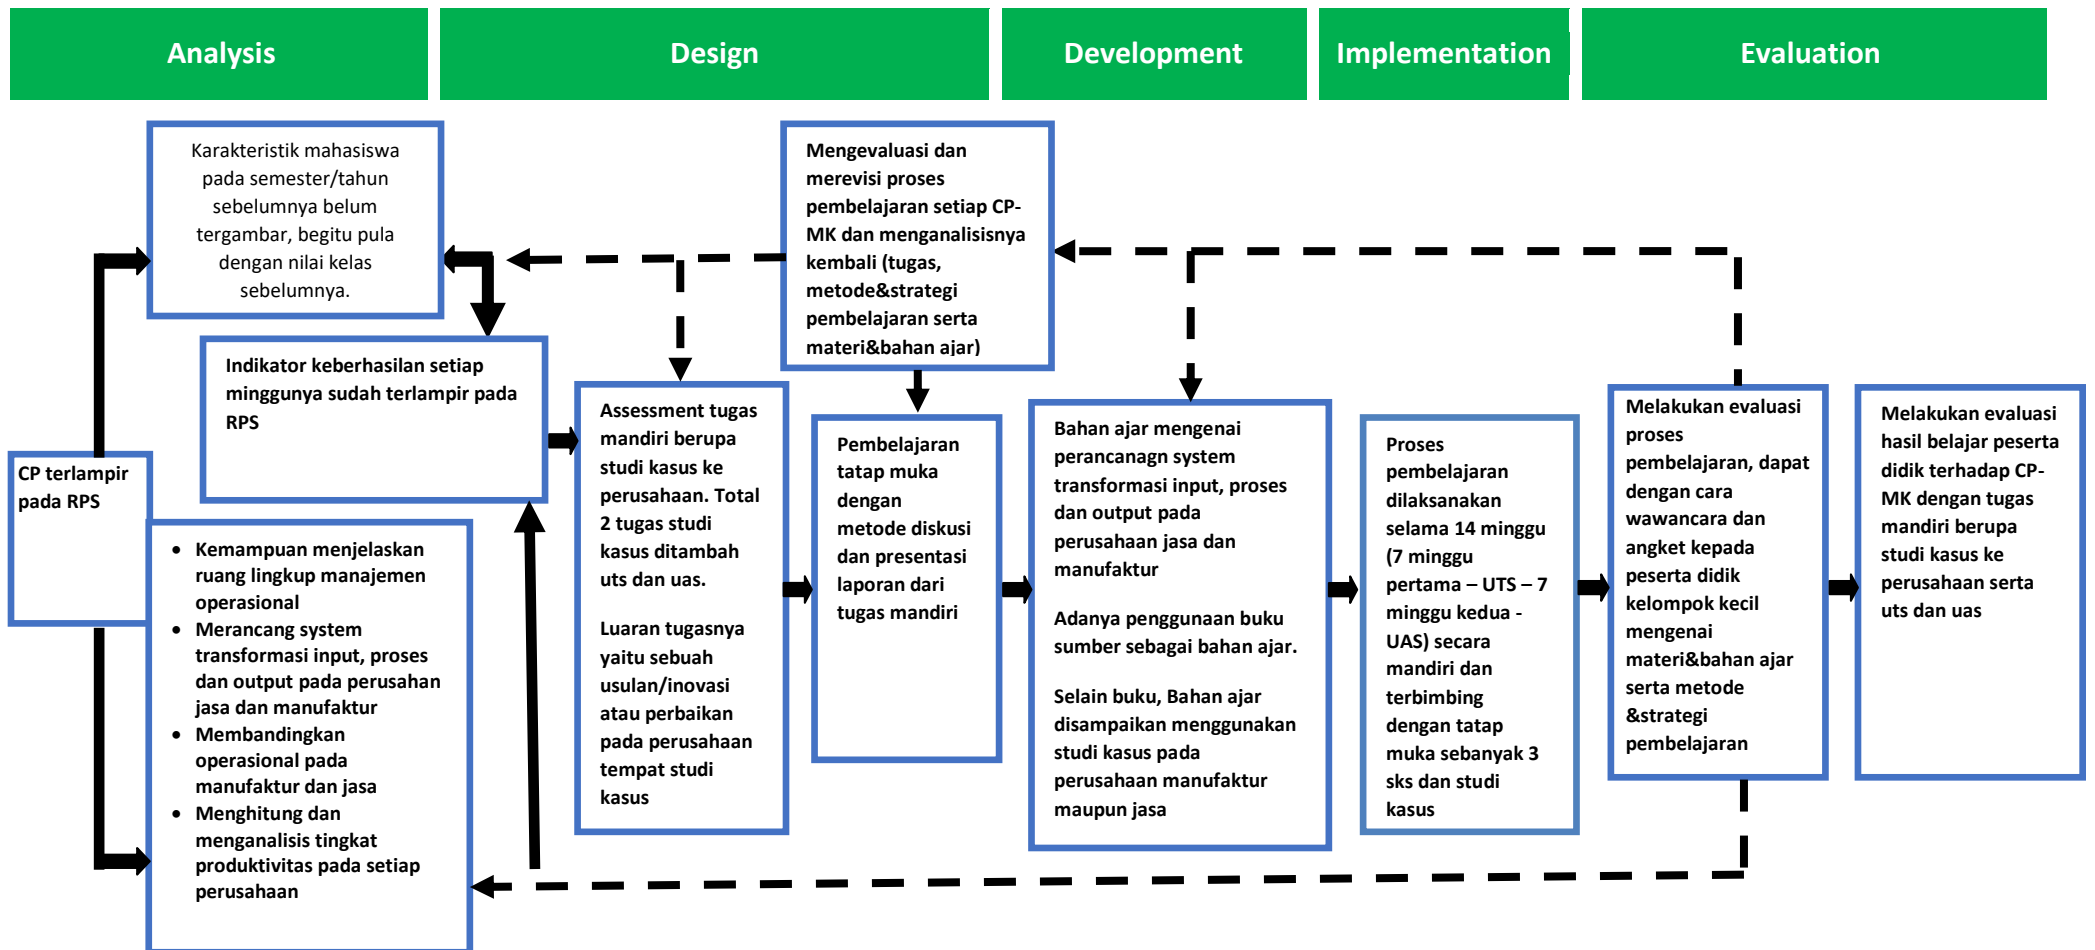 Analysis
Design
Development
Implementation
Evaluation
Karakteristik mahasiswa
pada semester/tahun
sebelumnya belum
tergambar, begitu pula
dengan nilai kelas
sebelumnya.
Indikator keberhasilan setiap
minggunya sudah terlampir pada
RPS
CP terlampir
pada RPS
• Kemampuan menjelaskan
ruang lingkup manajemen
operasional
• Merancang system
transformasi input, proses
dan output pada perusahan
jasa dan manufaktur
• Membandingkan
operasional pada
manufaktur dan jasa
• Menghitung dan
menganalisis tingkat
produktivitas pada setiap
perusahaan
Assessment tugas
mandiri berupa
studi kasus ke
perusahaan. Total
2 tugas studi
kasus ditambah
uts dan uas.
Luaran tugasnya
yaitu sebuah
usulan/inovasi
atau perbaikan
pada perusahaan
tempat studi
kasus
Mengevaluasi dan
merevisi proses
pembelajaran setiap CP-
MK dan menganalisisnya
kembali (tugas,
metode&strategi
pembelajaran serta
materi&bahan ajar)
Pembelajaran
tatap muka
dengan
metode diskusi
dan presentasi
laporan dari
tugas mandiri
Bahan ajar mengenai
perancanagn system
transformasi input, proses
dan output pada
perusahaan jasa dan
manufaktur
Adanya penggunaan buku
sumber sebagai bahan ajar.
Selain buku, Bahan ajar
disampaikan menggunakan
studi kasus pada
perusahaan manufaktur
maupun jasa
Proses
pembelajaran
dilaksanakan
selama 14 minggu
(7 minggu
pertama – UTS – 7
minggu kedua -
UAS) secara
mandiri dan
terbimbing
dengan tatap
muka sebanyak 3
sks dan studi
kasus
Melakukan evaluasi
proses
pembelajaran, dapat
dengan cara
wawancara dan
angket kepada
peserta didik
kelompok kecil
mengenai
materi&bahan ajar
serta metode
&strategi
pembelajaran
Melakukan evaluasi
hasil belajar peserta
didik terhadap CP-
MK dengan tugas
mandiri berupa
studi kasus ke
perusahaan serta
uts dan uas